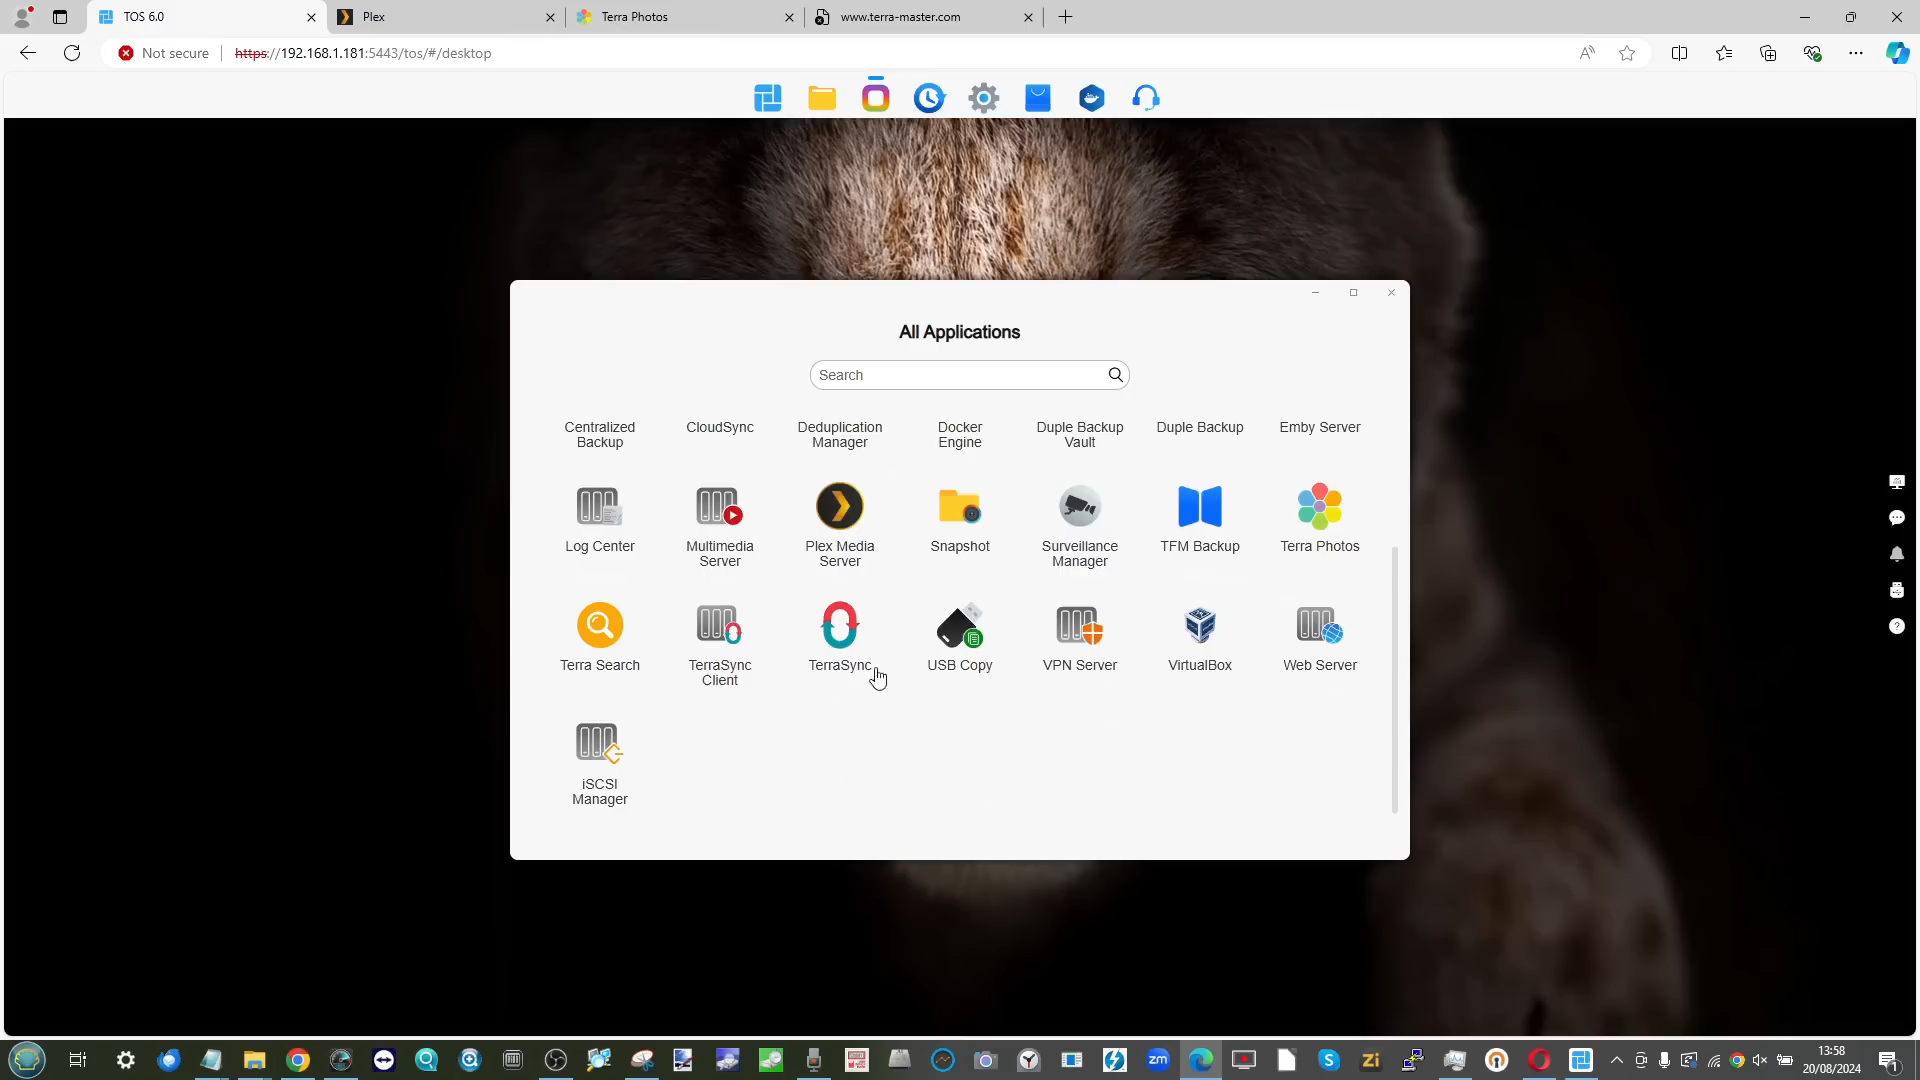 TOS 6.0
Plex
Terra Photos
www.terra-master.com
Not secure
https://192.168.1.181:5443/tos/#/desktop
All Applications
Search
Centralized
Backup
CloudSync
Deduplication
Manager
Docker
Engine
Duple Backup
Vault
Duple Backup
Emby Server
Log Center
Multimedia
Server
Plex Media
Server
Snapshot
Surveillance
Manager
TFM Backup
Terra Photos
Terra Search
TerraSync
Client
TerraSync
USB Copy
VPN Server
VirtualBox
Web Server
iSCSI
Manager
zm
Zi
13:58
20/08/2024
1